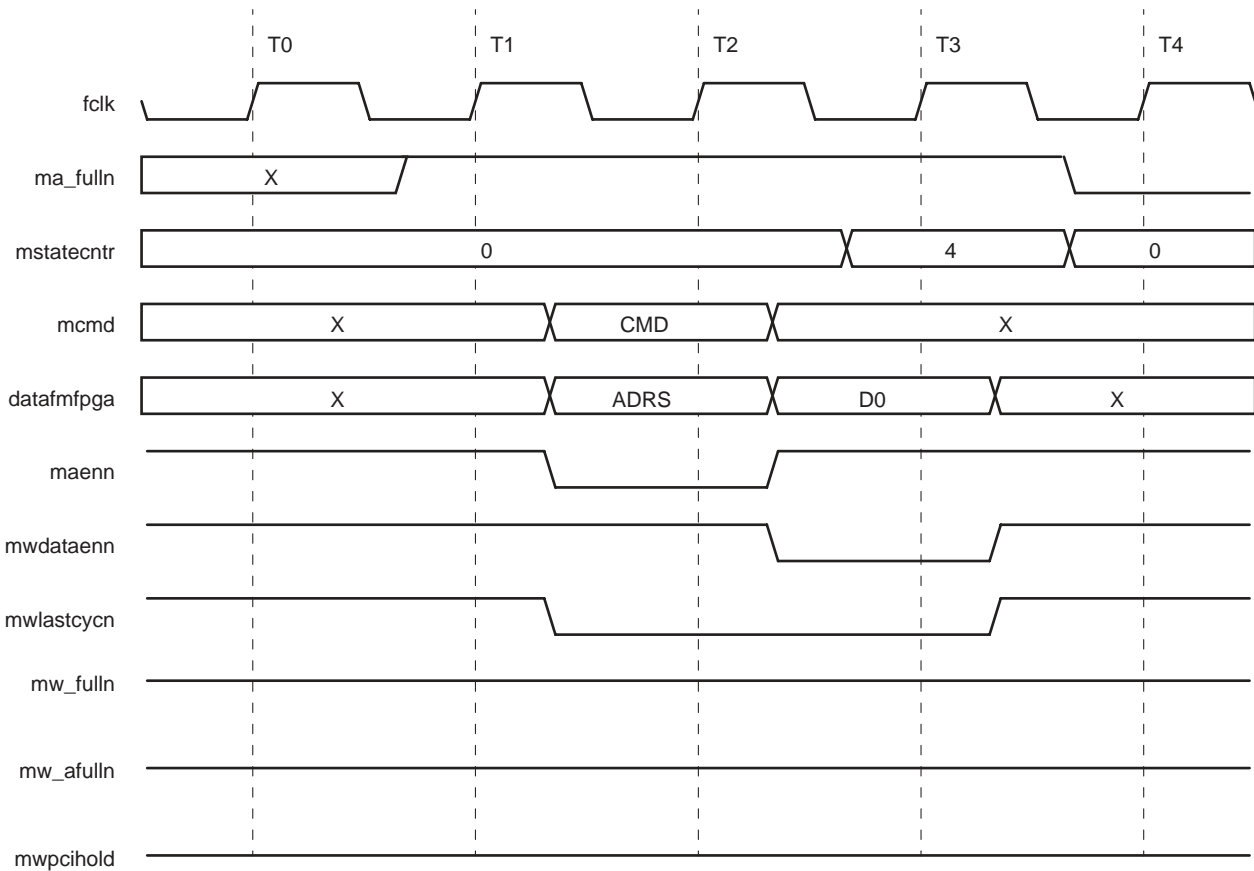 T0 T1 T2 T3 T4
fclk
ma_fulln X
mstatecntr 0 4 0
mcmd X CMD X
datafmfpga X ADRS D0 X
maenn
mwdataenn
mwlastcycn
mw_fulln
mw_afulln
mwpcihold